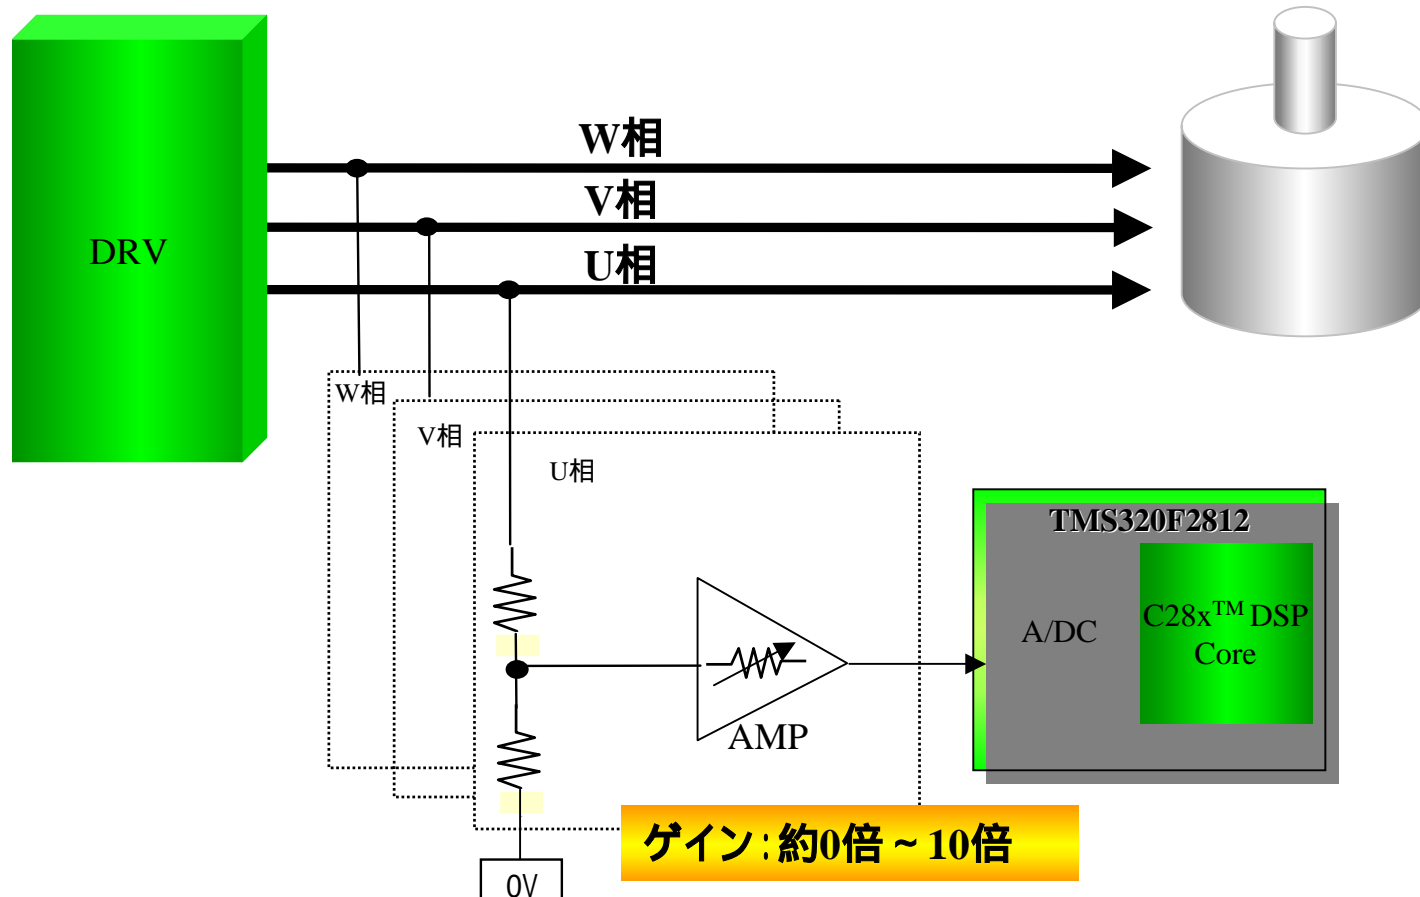 W相
V相
U相
DRV
W相
V相
U相
TMS320F2812
A/DC
C28x™ DSP
Core
AMP
ゲイン：約0倍～10倍
0V